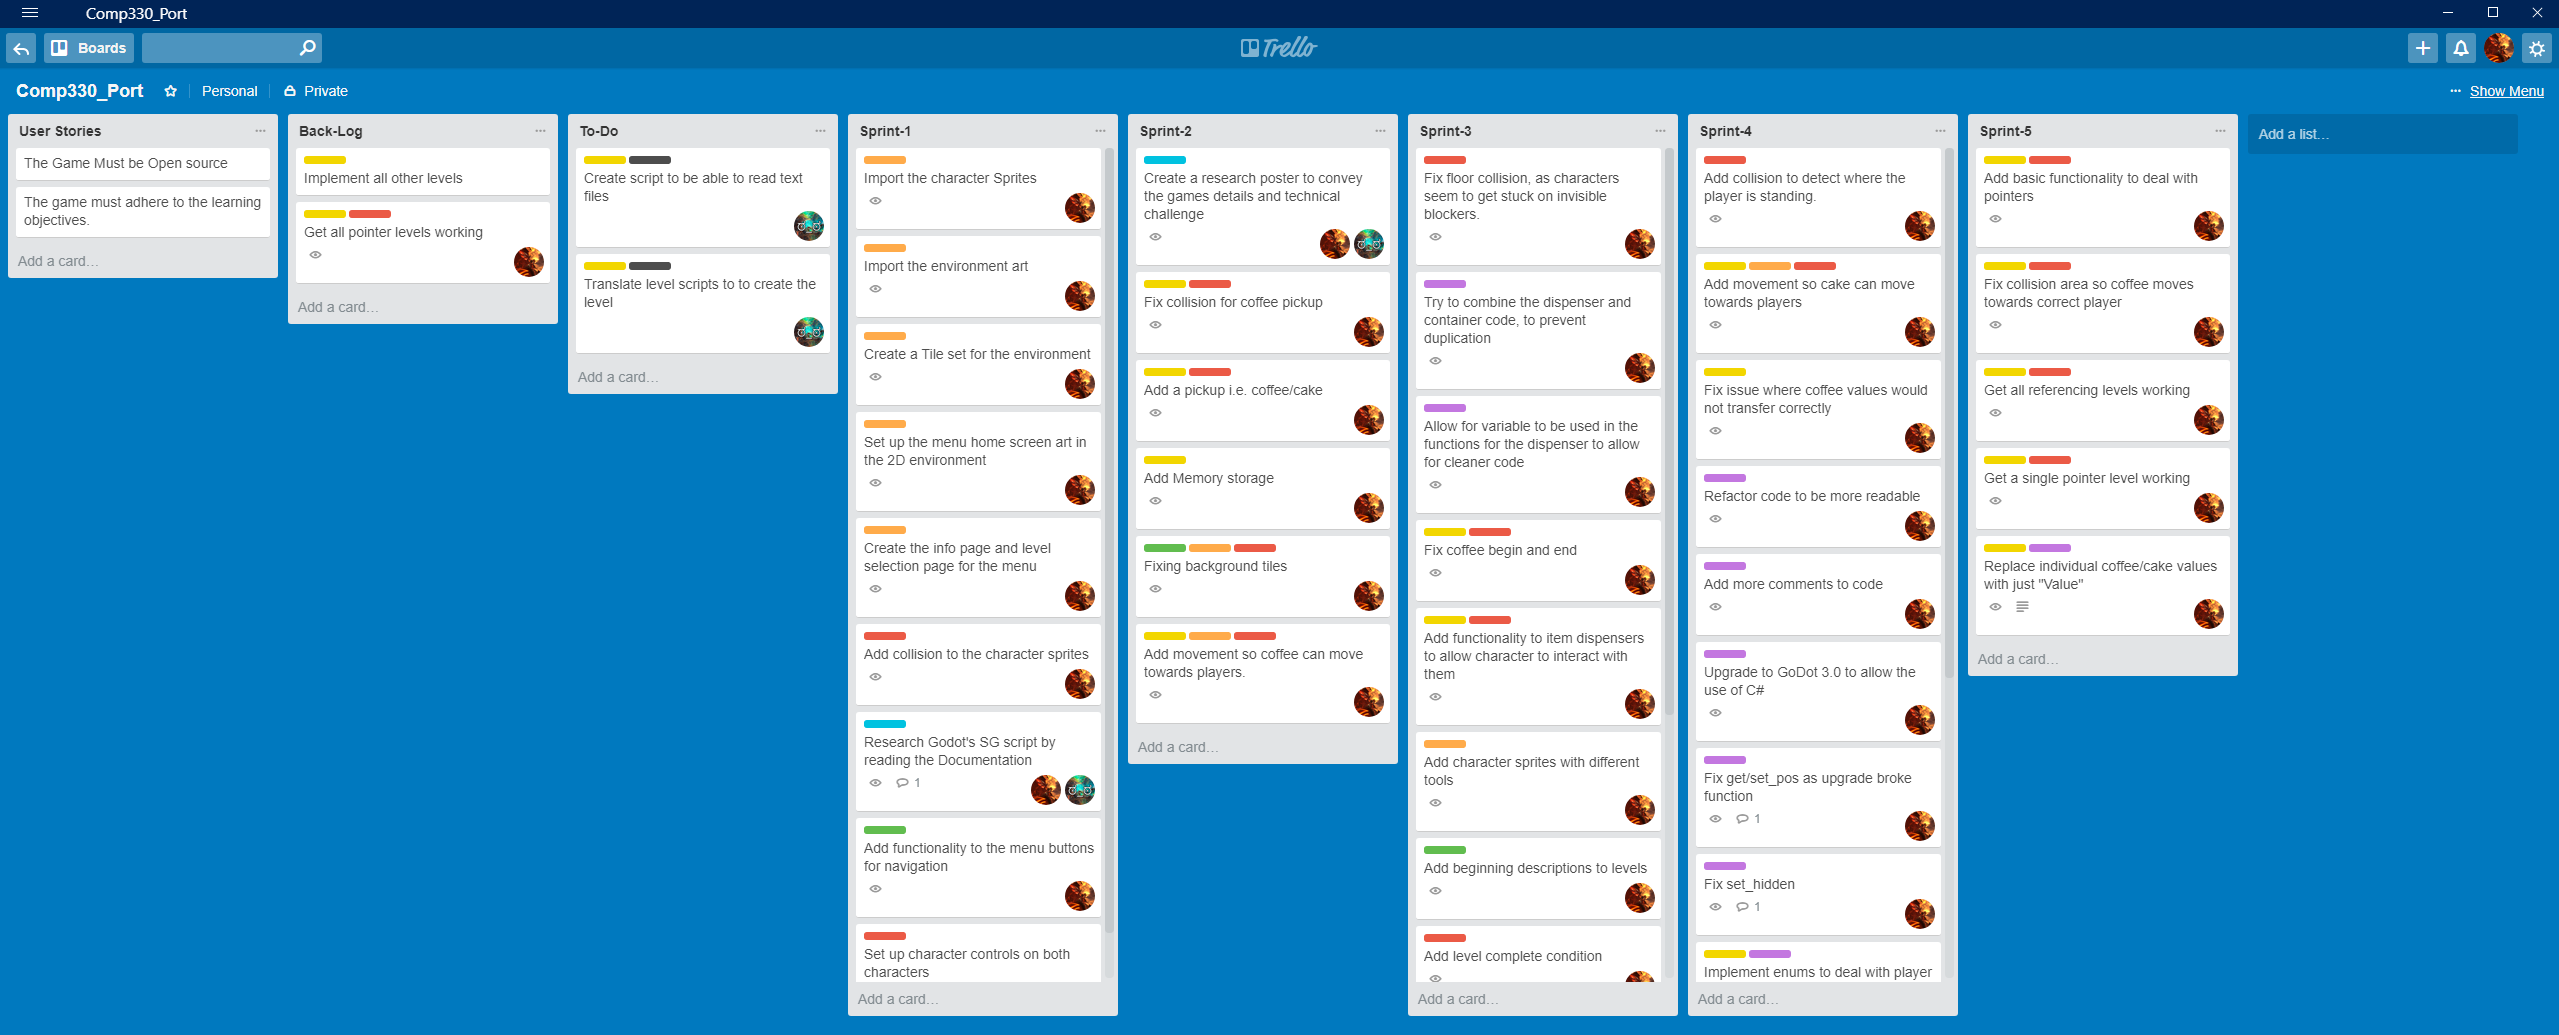 Comp330_Port
Boards
Trello
Comp330_Port
Personal
Private
Show Menu
User Stories
The Game Must be Open source
The game must adhere to the learning
objectives.
Add a card...
Back-Log
Implement all other levels
Get all pointer levels working
Add a card...
To-Do
Create script to be able to read text
files
Translate level scripts to to create the
level
Add a card...
Sprint-1
Import the character Sprites
Import the environment art
Create a Tile set for the environment
Set up the menu home screen art in
the 2D environment
Create the info page and level
selection page for the menu
Add collision to the character sprites
Research Godot's SG script by
reading the Documentation
1
Add functionality to the menu buttons
for navigation
Set up character controls on both
characters
Add a card...
Sprint-2
Create a research poster to convey
the games details and technical
challenge
Fix collision for coffee pickup
Add a pickup i.e. coffee/cake
Add Memory storage
Fixing background tiles
Add movement so coffee can move
towards players.
Add a card...
Sprint-3
Fix floor collision, as characters
seem to get stuck on invisible
blockers.
Try to combine the dispenser and
container code, to prevent
duplication
Allow for variable to be used in the
functions for the dispenser to allow
for cleaner code
Fix coffee begin and end
Add functionality to item dispensers
to allow character to interact with
them
Add character sprites with different
tools
Add beginning descriptions to levels
Add level complete condition
Add a card...
Sprint-4
Add collision to detect where the
player is standing.
Add movement so cake can move
towards players
Fix issue where coffee values would
not transfer correctly
Refactor code to be more readable
Add more comments to code
Upgrade to GoDot 3.0 to allow the
use of C#
Fix get/set_pos as upgrade broke
function
1
Fix set_hidden
1
Implement enums to deal with player
Add a card...
Sprint-5
Add basic functionality to deal with
pointers
Fix collision area so coffee moves
towards correct player
Get all referencing levels working
Get a single pointer level working
Replace individual coffee/cake values
with just "Value"
Add a card...
Add a list...